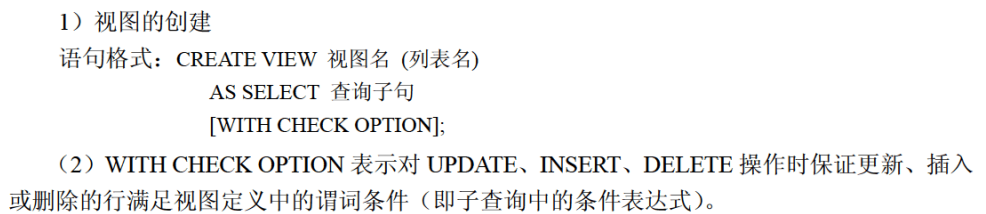 1）视图的创建
语句格式：CREATE VIEW 视图名 (列表名)
AS SELECT 查询子句
[WITH CHECK OPTION];
（2）WITH CHECK OPTION 表示对 UPDATE、INSERT、DELETE 操作时保证更新、插入
或删除的行满足视图定义中的谓词条件（即子查询中的条件表达式）。